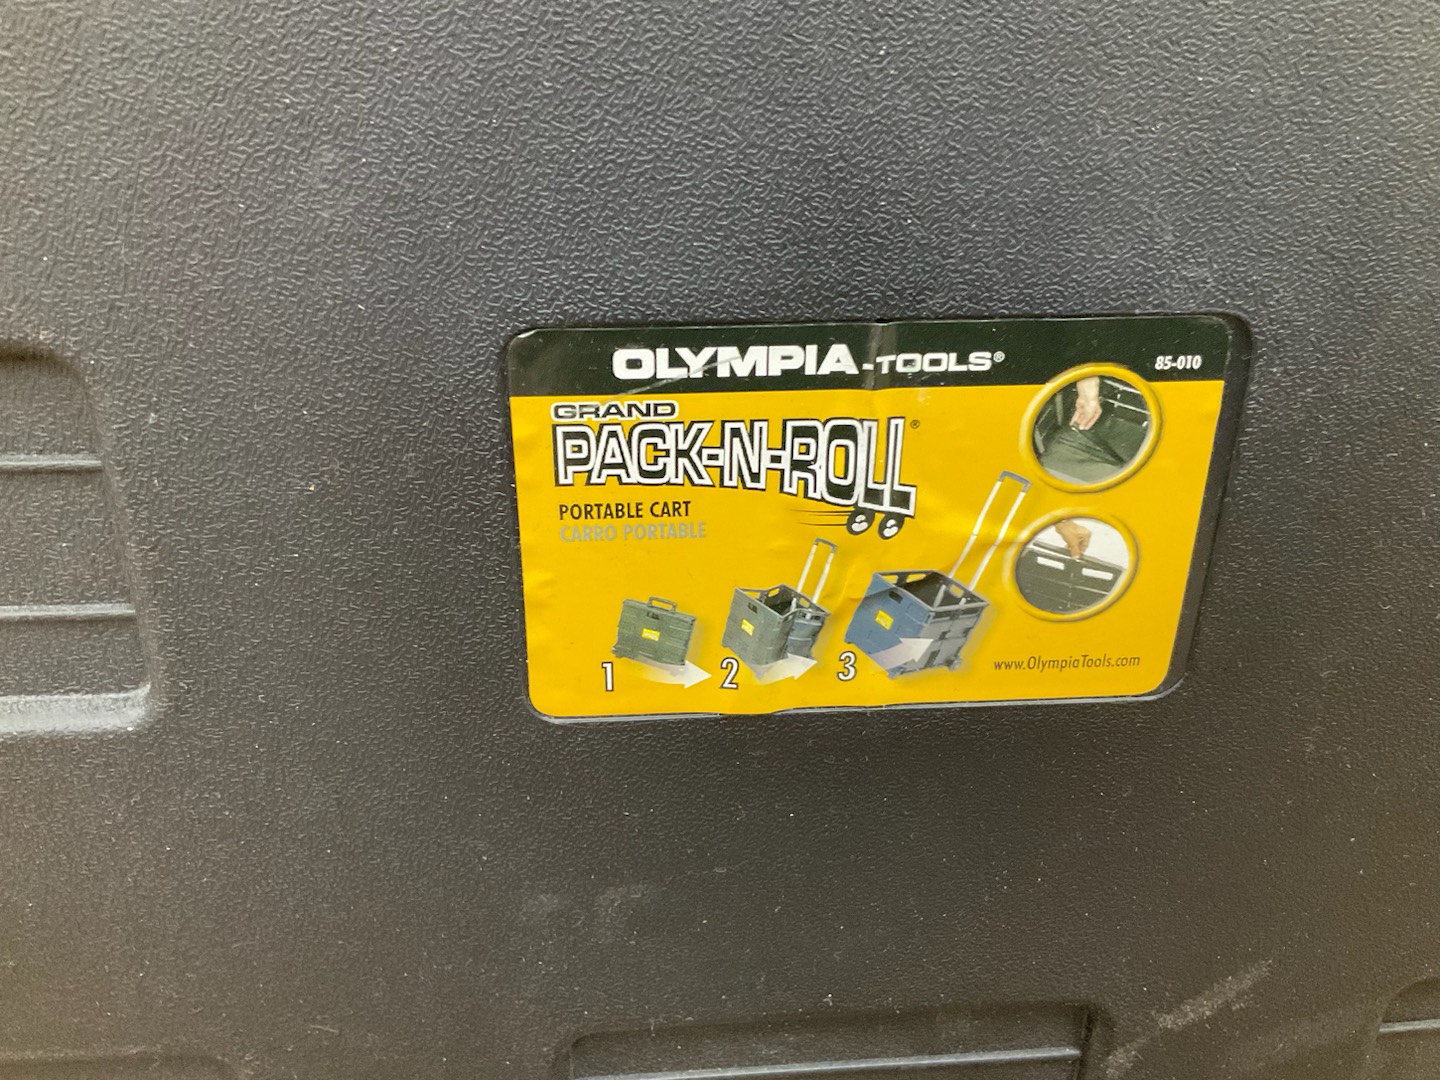 OLYMPIA-TOOLS®
85-010
GRAND
PACK-N-ROLL®
PORTABLE CART
CARRO PORTABLE
1
2
3
www.OlympiaTools.com